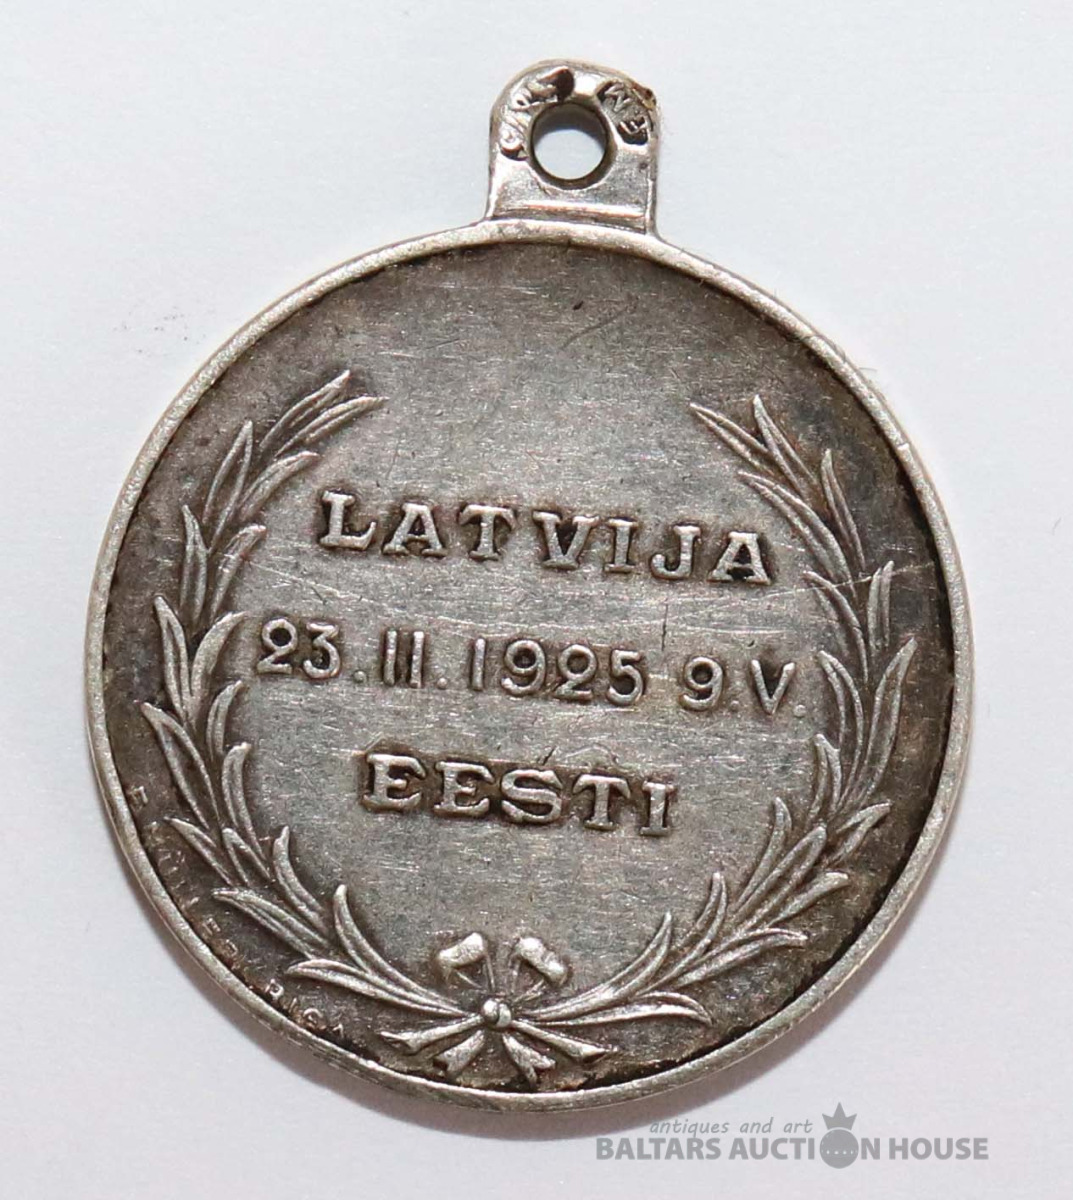 LATVIJA
23.II.1925 9.V.
EESTI
antiques and art
BALTARS AUCTION HOUSE